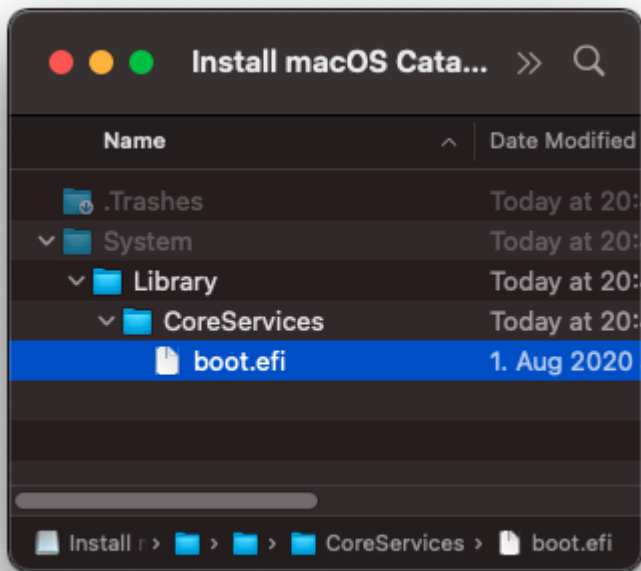 Install macOS Cata...
Name Date Modified
.Trashes Today at 20:
System Today at 20:
Library Today at 20:
CoreServices Today at 20:
boot.efi 1. Aug 2020
Install CoreServices boot.efi